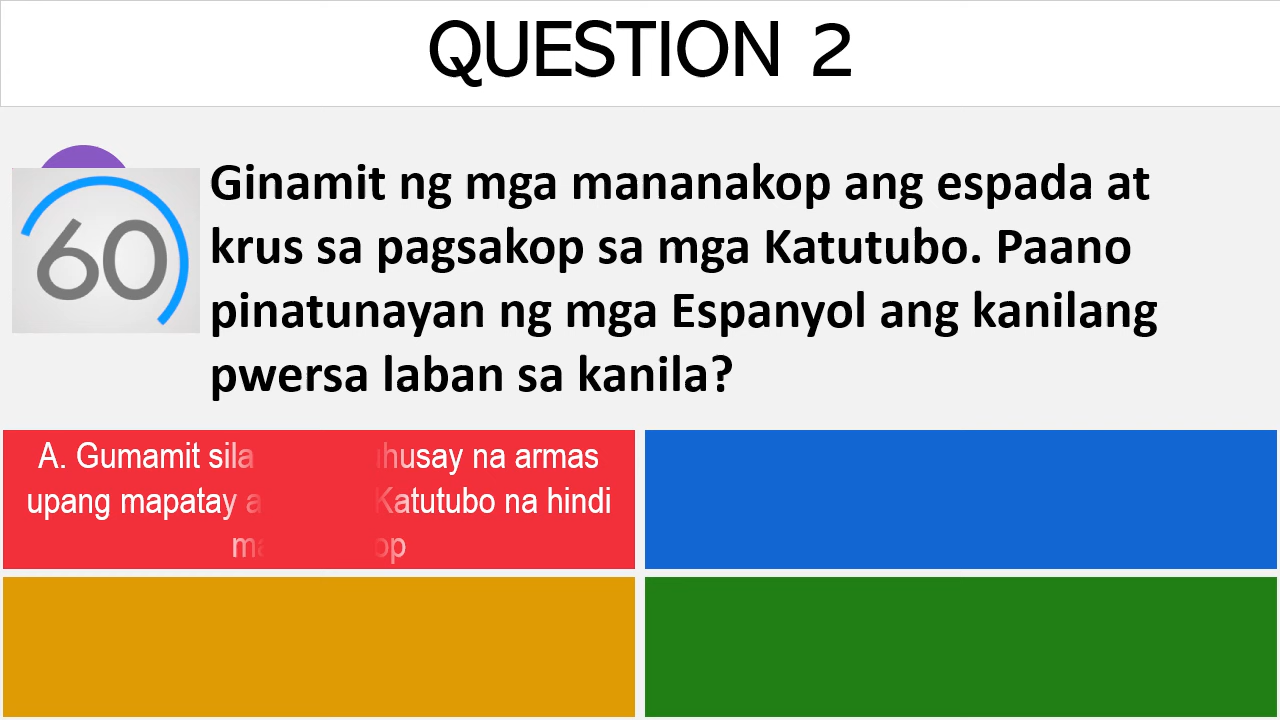 QUESTION 2
60
Ginamit ng mga mananakop ang espada at
krus sa pagsakop sa mga Katutubo. Paano
pinatunayan ng mga Espanyol ang kanilang
pwersa laban sa kanila?
A. Gumamit sila na armas
upang mapatay Katutubo na hindi